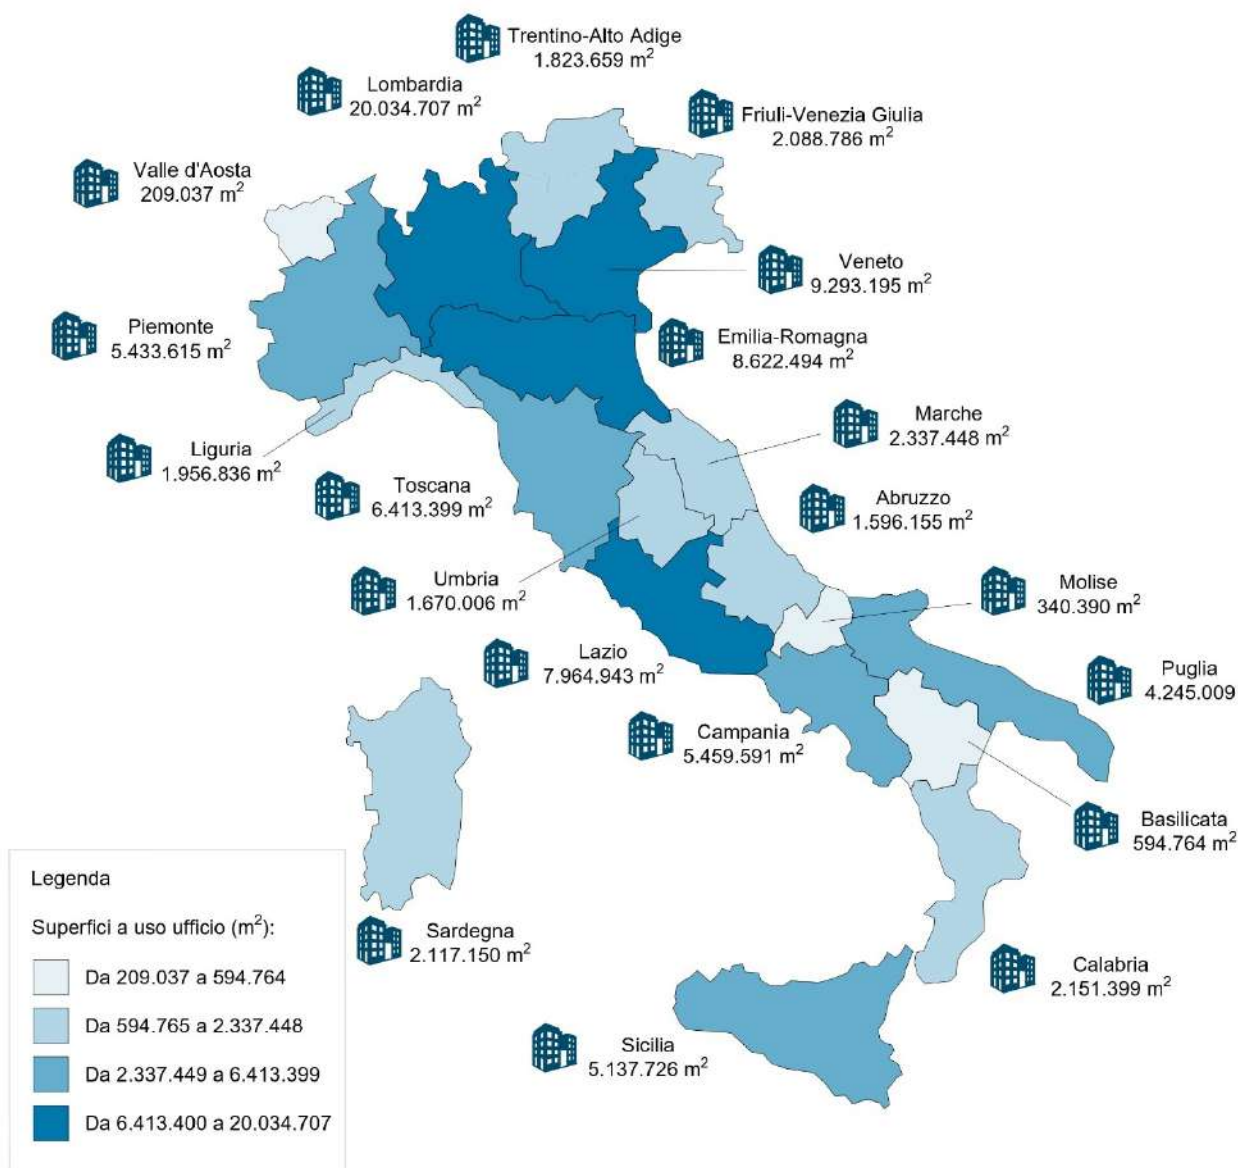 Trentino-Alto Adige
1.823.659 m²
Lombardia
20.034.707 m²
Friuli-Venezia Giulia
2.088.786 m²
Valle d'Aosta
209.037 m²
Veneto
9.293.195 m²
Piemonte
5.433.615 m²
Emilia-Romagna
8.622.494 m²
Marche
2.337.448 m²
Liguria
1.956.836 m²
Toscana
6.413.399 m²
Abruzzo
1.596.155 m²
Umbria
1.670.006 m²
Molise
340.390 m²
Lazio
7.964.943 m²
Puglia
4.245.009
Campania
5.459.591 m²
Basilicata
594.764 m²
Sardegna
2.117.150 m²
Calabria
2.151.399 m²
Sicilia
5.137.726 m²
Legenda
Superfici a uso ufficio (m²):
Da 209.037 a 594.764
Da 594.765 a 2.337.448
Da 2.337.449 a 6.413.399
Da 6.413.400 a 20.034.707